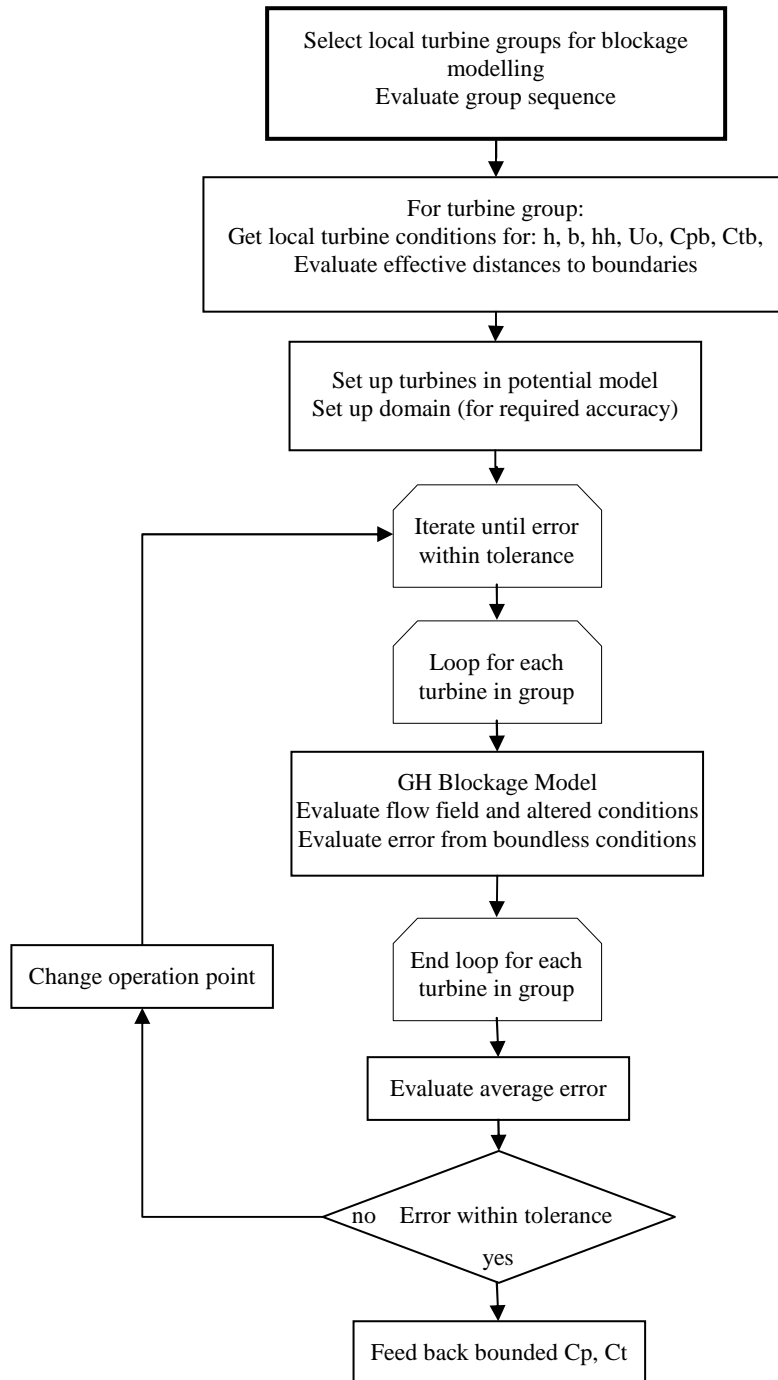 Select local turbine groups for blockage
modelling
Evaluate group sequence
For turbine group:
Get local turbine conditions for: h, b, hh, Uo, Cpb, Ctb,
Evaluate effective distances to boundaries
Set up turbines in potential model
Set up domain (for required accuracy)
Iterate until error
within tolerance
Loop for each
turbine in group
GH Blockage Model
Evaluate flow field and altered conditions
Evaluate error from boundless conditions
Change operation point
End loop for each
turbine in group
Evaluate average error
no Error within tolerance
yes
Feed back bounded Cp, Ct